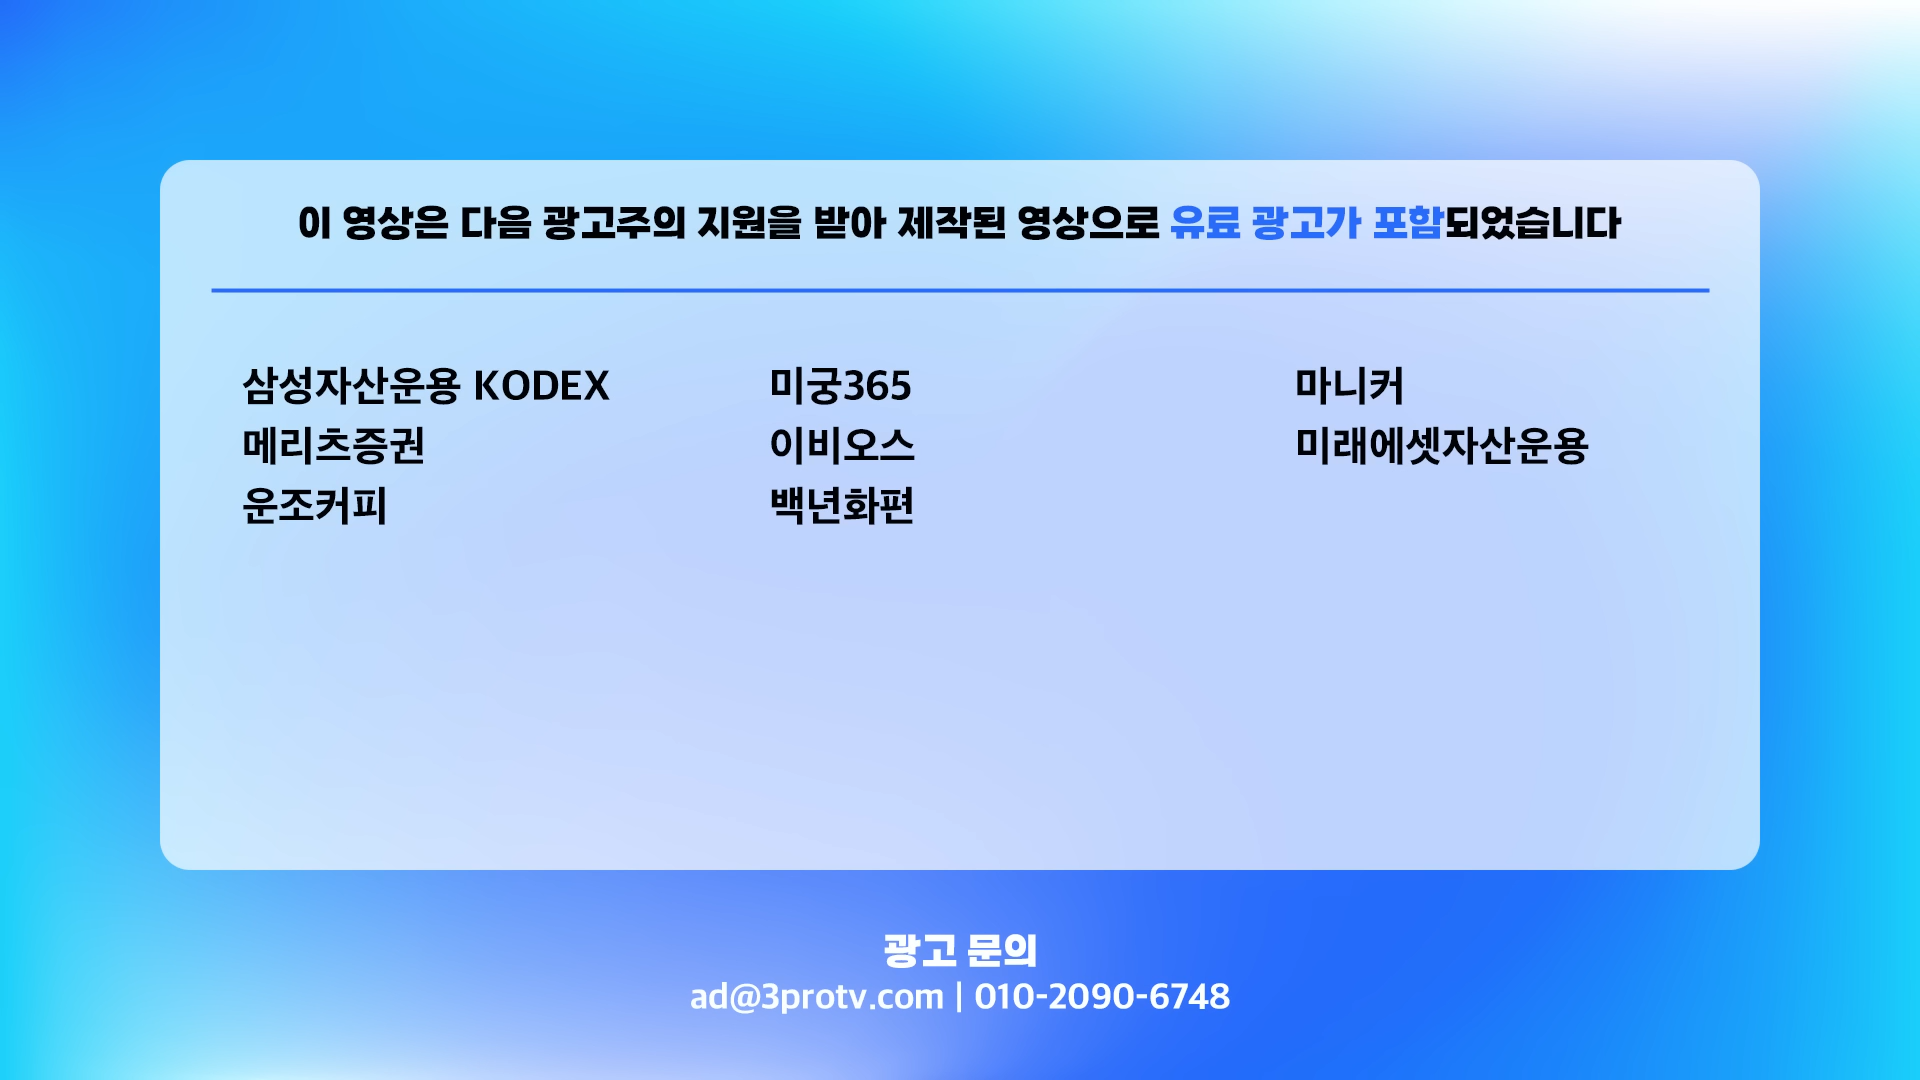 이 영상은 다음 광고주의 지원을 받아 제작된 영상으로 유료 광고가 포함되었습니다
삼성자산운용 KODEX
메리츠증권
운조커피
미궁365
이비오스
백년화편
마니커
미래에셋자산운용
광고 문의
ad@3protv.com | 010-2090-6748